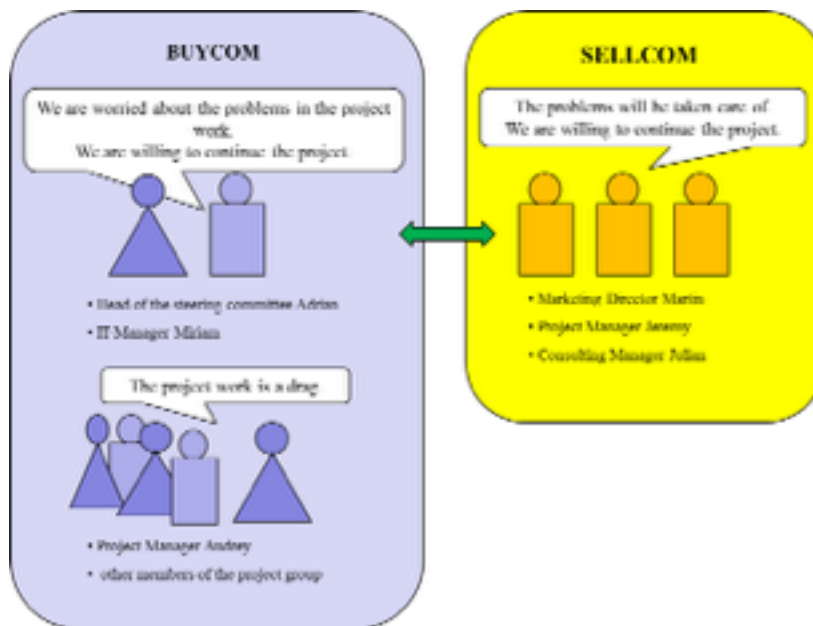 BUYCOM
We are worried about the problems in the project
work.
We are willing to continue the project
• Head of the steering committee Adrian
• IT Manager Miriam
The project work is a drag
• Project Manager Audrey
• other members of the project group
SELLCOM
The problems will be taken care of
We are willing to continue the project.
• Marketing Director Martin
• Project Manager Jeremy
• Consulting Manager Julian